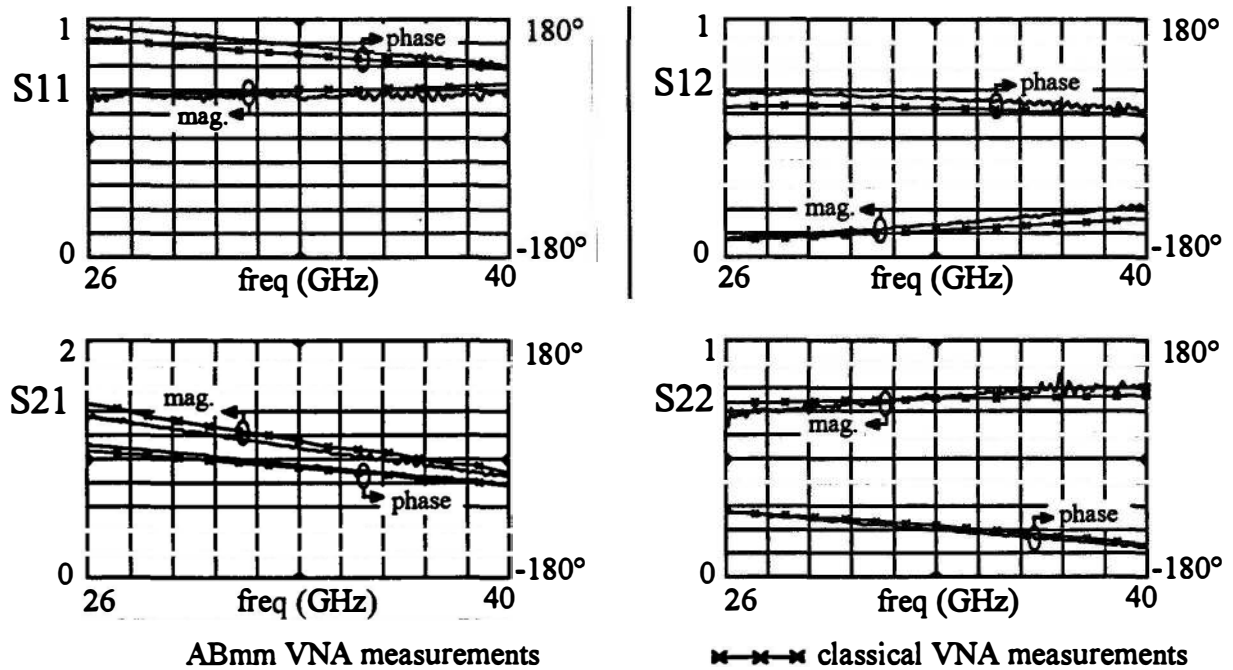 1
180°
phase
S11
mag.
0
-180°
26
freq (GHz)
40
1
180°
S12
phase
mag.
0
-180°
26
freq (GHz)
40
2
180°
S21
mag.
phase
0
-180°
26
freq (GHz)
40
1
180°
S22
mag.
phase
0
-180°
26
freq (GHz)
40
ABmm VNA measurements
classical VNA measurements